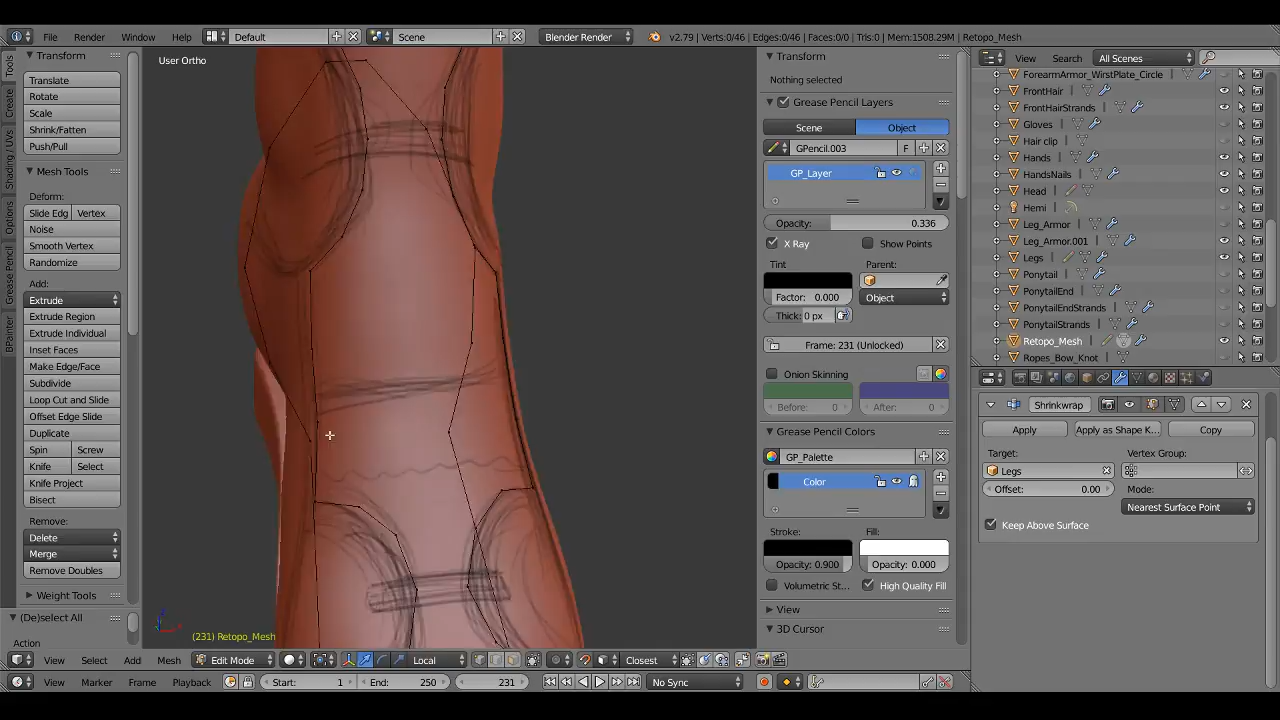 File Render Window Help Default Scene Blender Render v2.79 | Verts:0/46 | Edges:0/46 | Faces:0/0 | Tris:0 | Mem:1508.29M | Retopo_Mesh
Tools
Create
Shading / UVs
Options
Grease Pencil
BPainter
Transform
Translate
Rotate
Scale
Shrink/Fatten
Push/Pull
Mesh Tools
Deform:
Slide Edg Vertex
Noise
Smooth Vertex
Randomize
Add:
Extrude
Extrude Region
Extrude Individual
Inset Faces
Make Edge/Face
Subdivide
Loop Cut and Slide
Offset Edge Slide
Duplicate
Spin Screw
Knife Select
Knife Project
Bisect
Remove:
Delete
Merge
Remove Doubles
Weight Tools
(De)select All
Action
User Ortho
(231) Retopo_Mesh
Transform
Nothing selected
Grease Pencil Layers
Scene Object
GPencil.003 F
GP_Layer
Opacity: 0.336
X Ray Show Points
Tint Parent:
Factor: 0.000 Object
Thick: 0 px
Frame: 231 (Unlocked)
Onion Skinning
Before: 0 After: 0
Grease Pencil Colors
GP_Palette
Color
Stroke: Fill:
Opacity: 0.900 Opacity: 0.000
Volumetric St... High Quality Fill
View
3D Cursor
View Search All Scenes
ForearmArmor_WirstPlate_Circle
FrontHair
FrontHairStrands
Gloves
Hair clip
Hands
HandsNails
Head
Hemi
Leg_Armor
Leg_Armor.001
Legs
Ponytail
PonytailEnd
PonytailEndStrands
PonytailStrands
Retopo_Mesh
Ropes_Bow_Knot
Shrinkwrap
Apply Apply as Shape K... Copy
Target: Vertex Group:
Legs
Offset: 0.00 Mode:
Nearest Surface Point
Keep Above Surface
View Select Add Mesh Edit Mode Local Closest
View Marker Frame Playback Start: 1 End: 250 231 No Sync